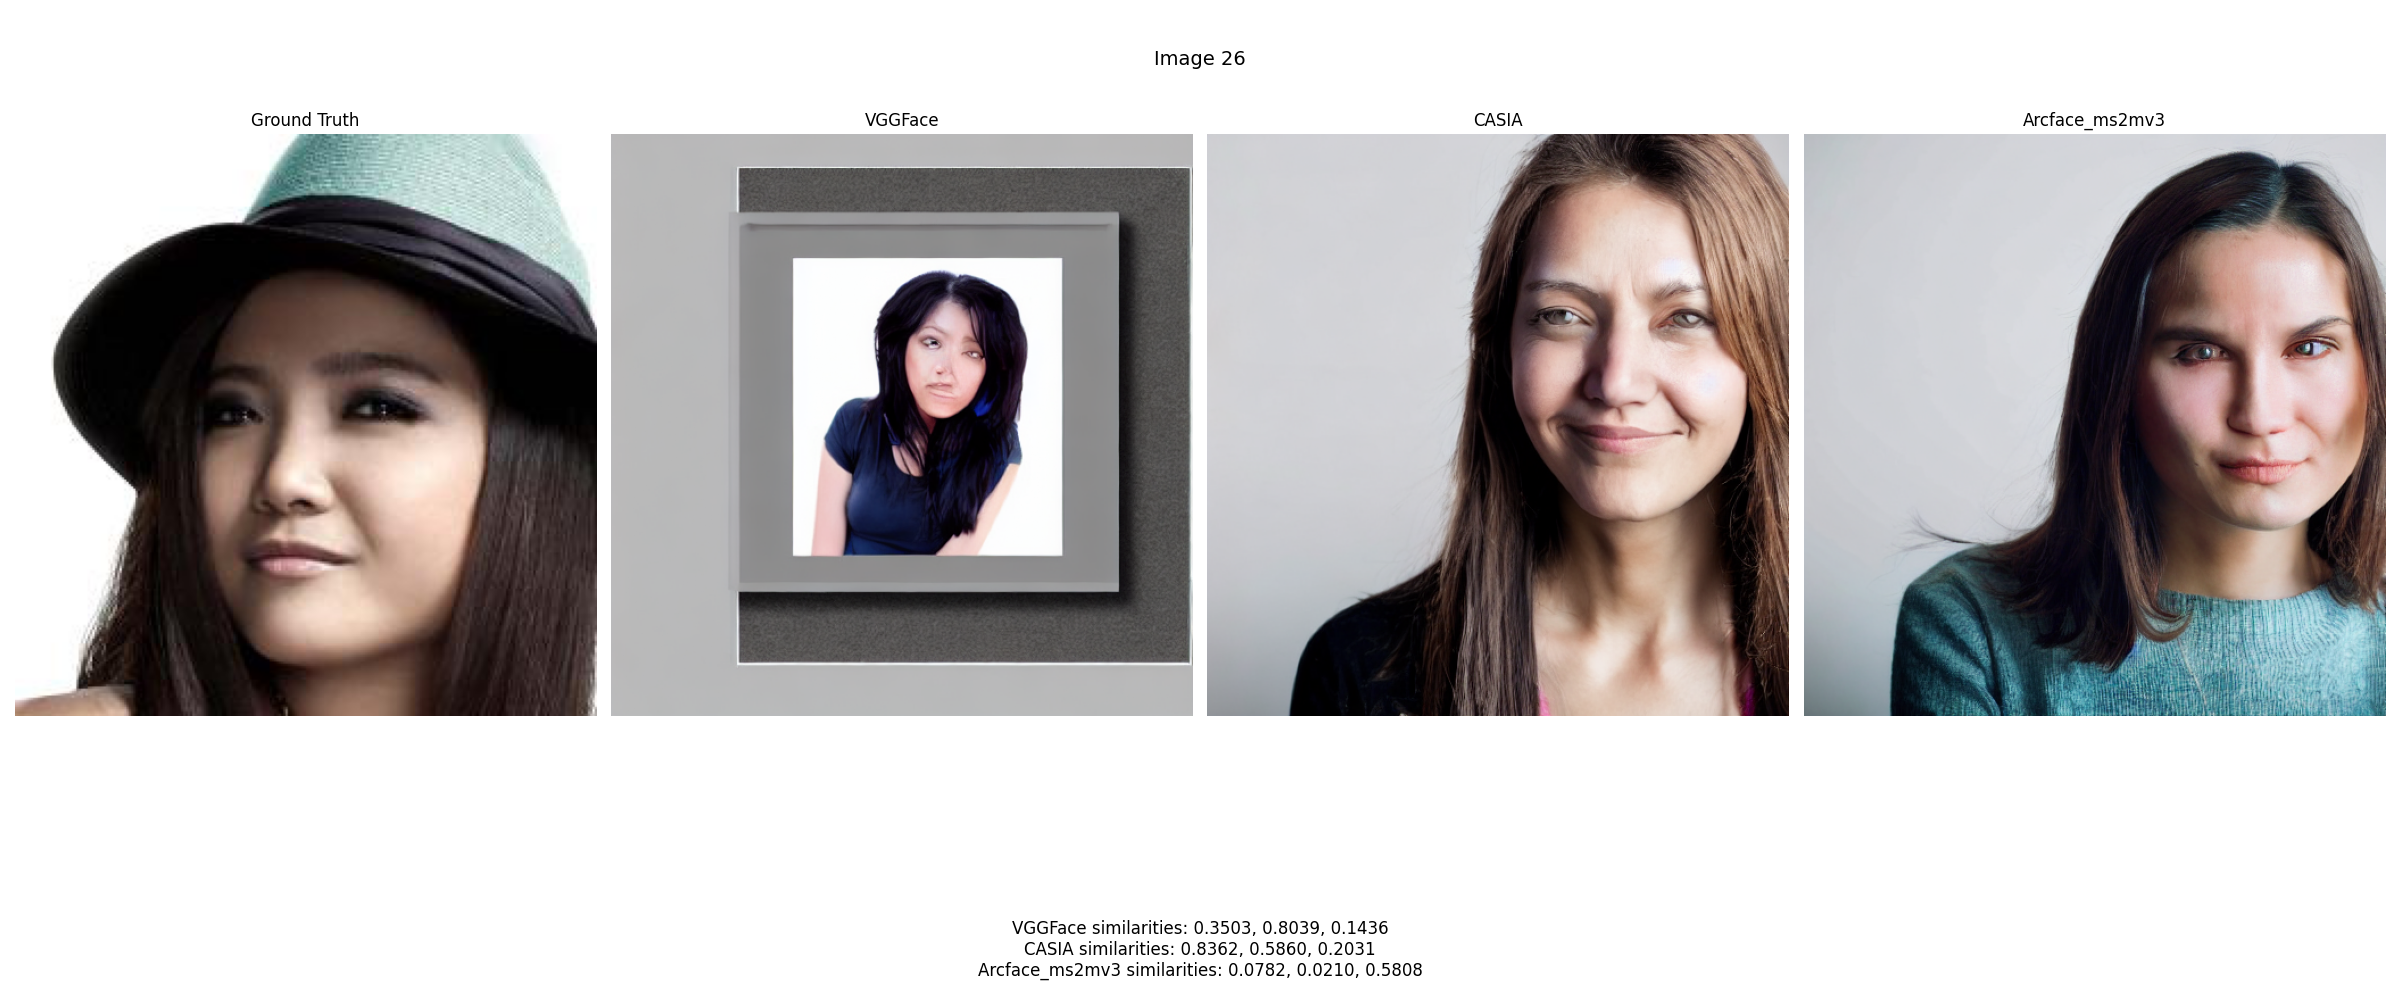 Image 26
Ground Truth
VGGFace
CASIA
Arcface_ms2mv3
VGGFace similarities: 0.3503, 0.8039, 0.1436
CASIA similarities: 0.8362, 0.5860, 0.2031
Arcface_ms2mv3 similarities: 0.0782, 0.0210, 0.5808